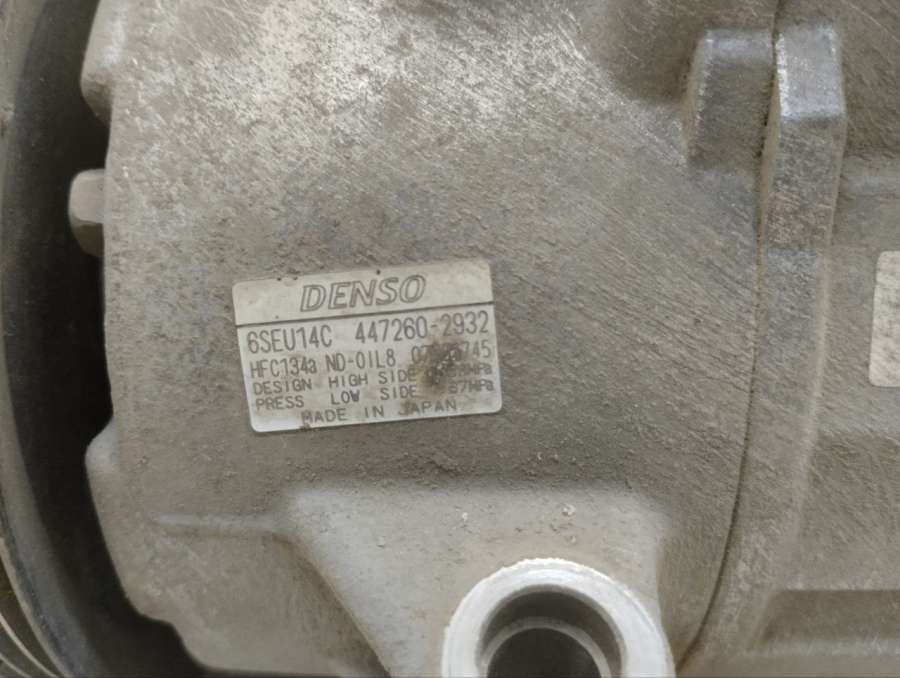 DENSO
6SEU14C 447260-2932
HFC134a ND-OIL8
DESIGN HIGH SIDE
PRESS LOW SIDE
MADE IN JAPAN